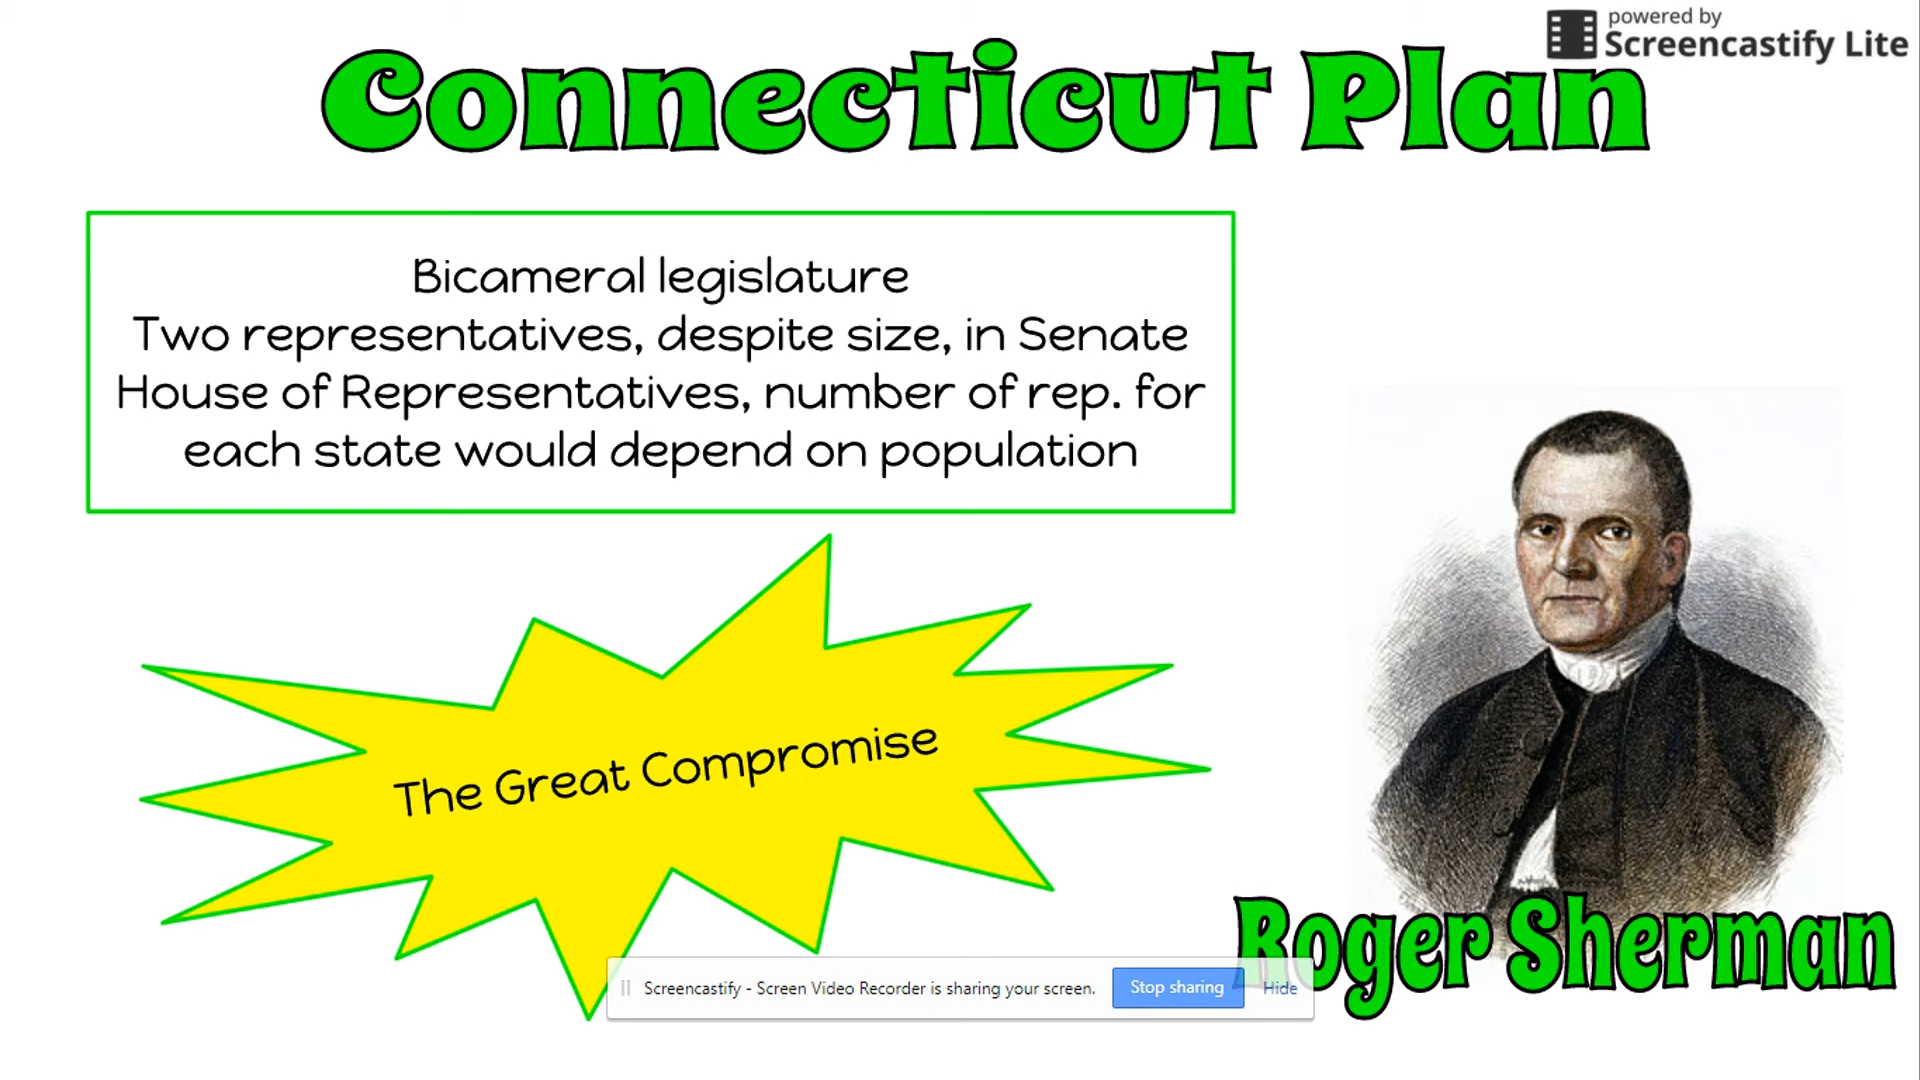 powered by
Screencastify Lite
Connecticut Plan
Bicameral legislature
Two representatives, despite size, in Senate
House of Representatives, number of rep. for
each state would depend on population
The Great Compromise
Roger Sherman
Screencastify - Screen Video Recorder is sharing your screen.
Stop sharing
Hide